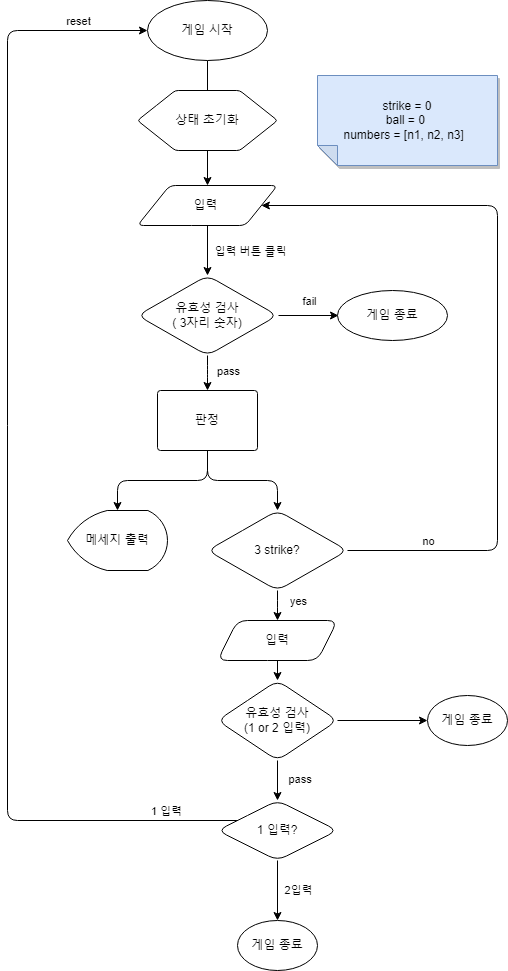 reset
게임 시작
상태 초기화
strike = 0
ball = 0
numbers = [n1, n2, n3]
입력
입력 버튼 클릭
유효성 검사
( 3자리 숫자)
fail
게임 종료
pass
판정
메세지 출력
3 strike?
no
yes
입력
유효성 검사
(1 or 2 입력)
게임 종료
pass
1 입력
1 입력?
2입력
게임 종료